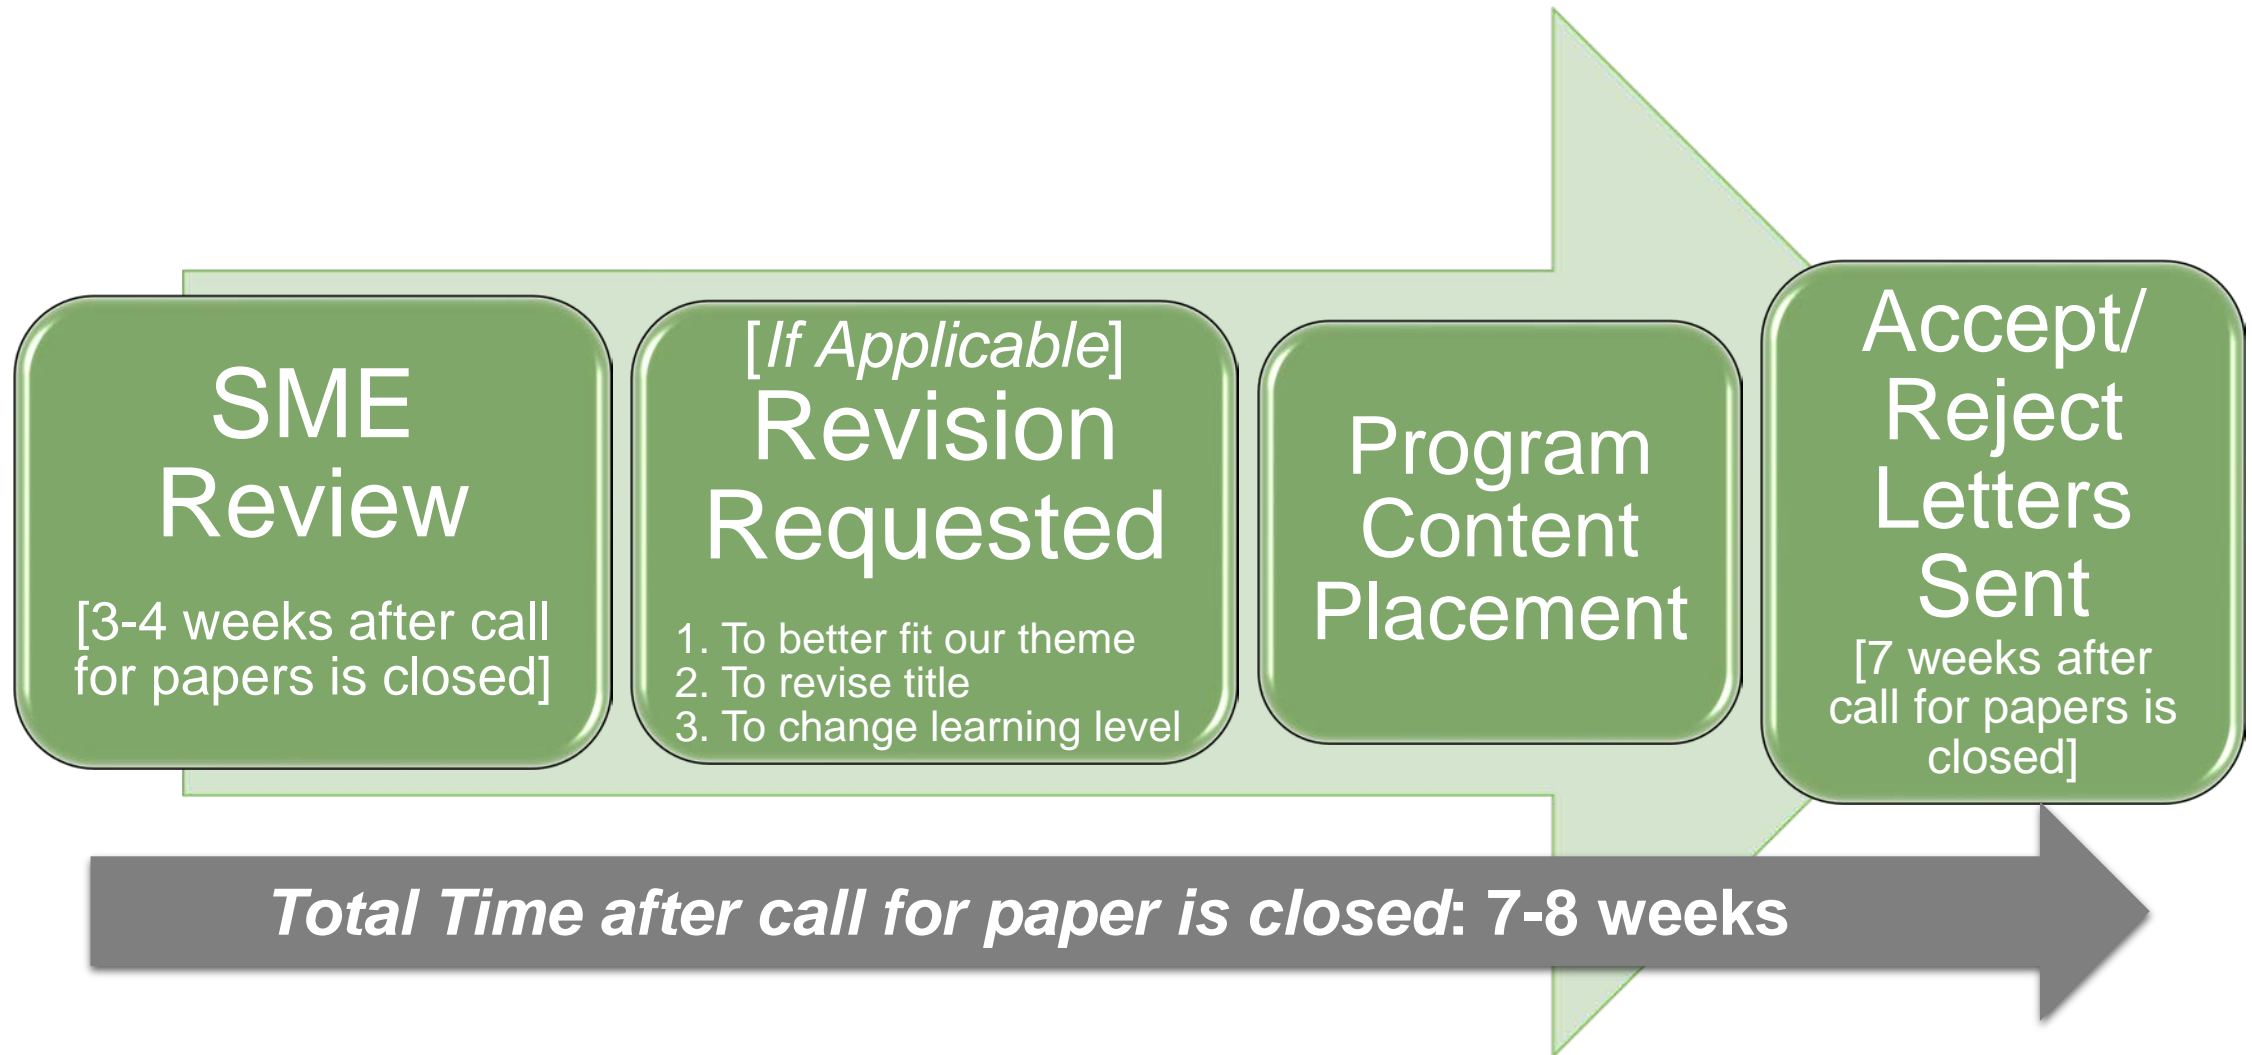 SME
Review
[3-4 weeks after call
for papers is closed]
[If Applicable]
Revision
Requested
1. To better fit our theme
2. To revise title
3. To change learning level
Program
Content
Placement
Accept/
Reject
Letters
Sent
[7 weeks after
call for papers is
closed]
Total Time after call for paper is closed: 7-8 weeks